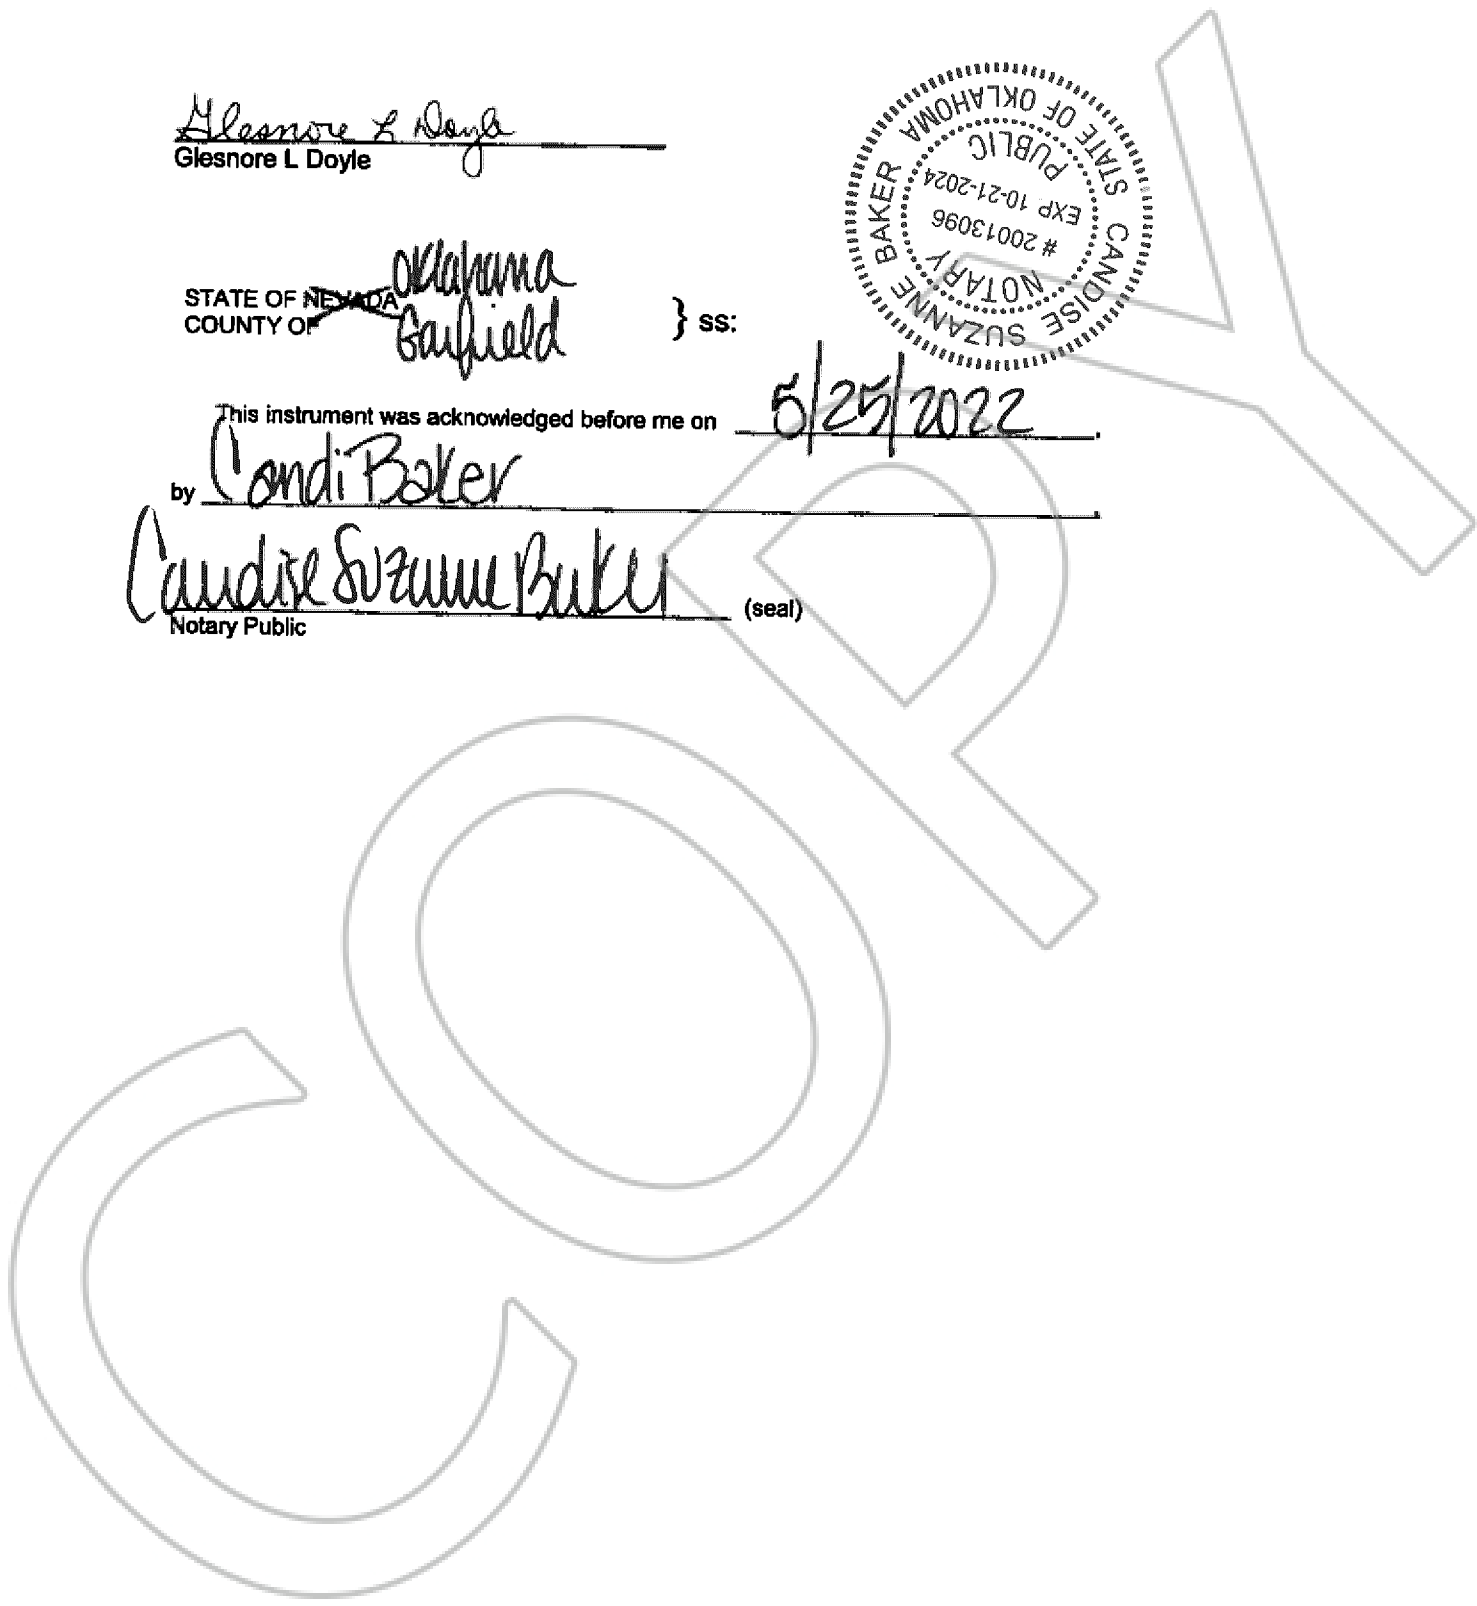 Glesnore L Doyle
Glesnore L Doyle
STATE OF NEVADA Oklahoma
COUNTY OF Garfield
} ss:
CANDISE SUZANNE BAKER STATE OF OKLAHOMA
NOTARY
# 20013096
EXP. 10-21-2024
PUBLIC
This instrument was acknowledged before me on 5/25/2022.
by Candi Baker.
Candise Suzanne Baker (seal)
Notary Public
COPY